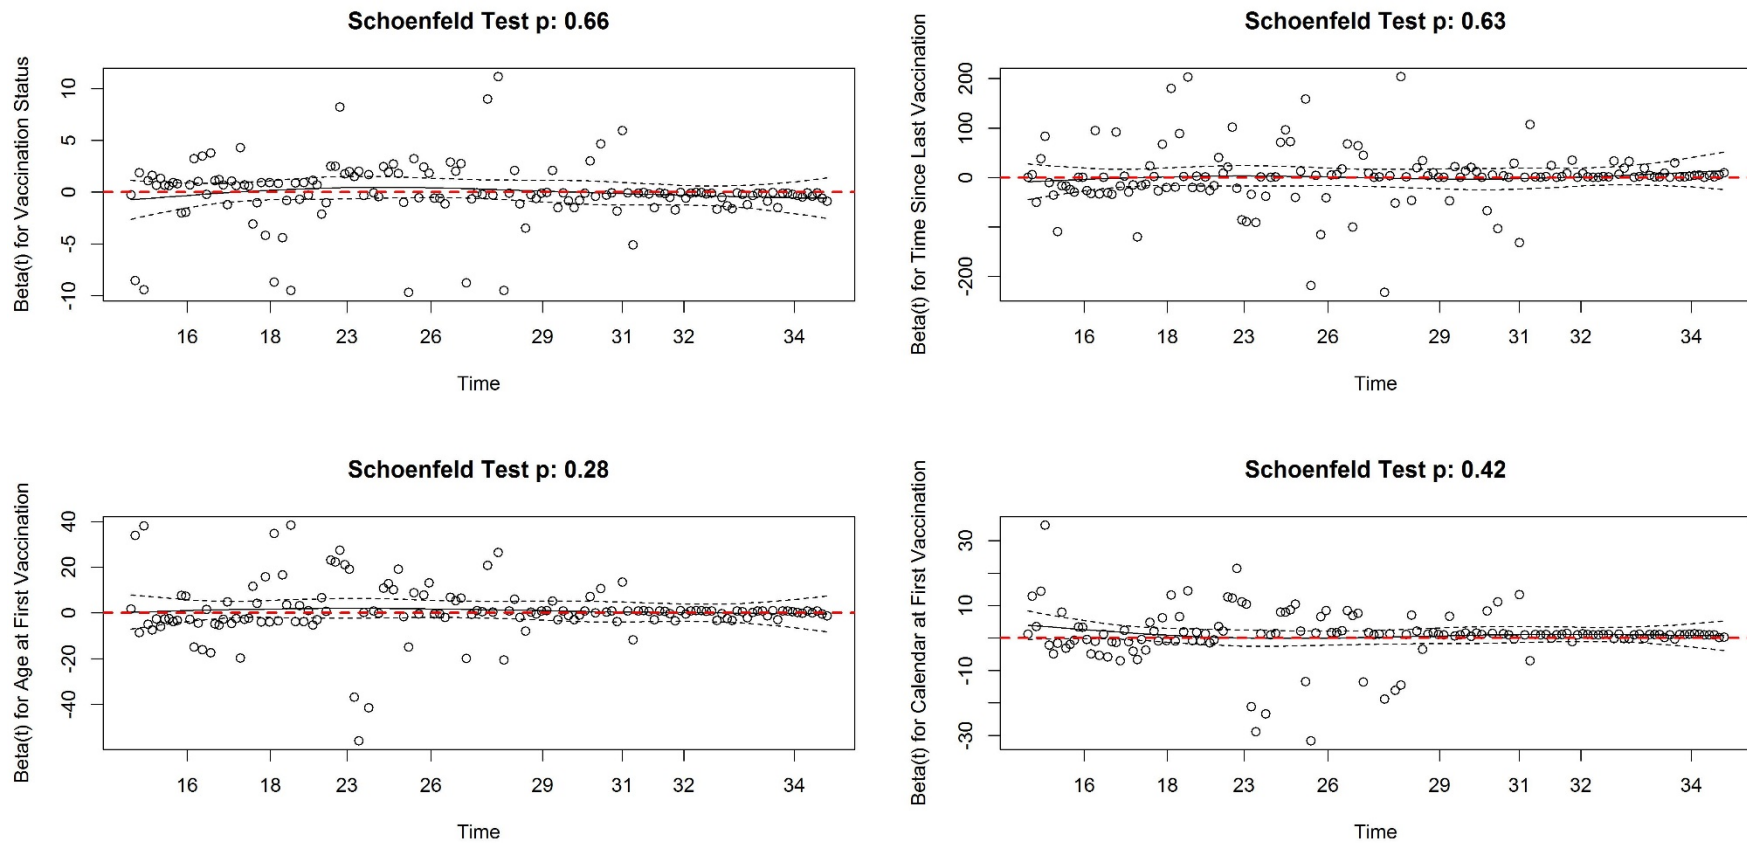 Schoenfeld Test p: 0.66
Beta(t) for Vaccination Status
10
5
0
-5
-10
16 18 23 26 29 31 32 34
Time
Schoenfeld Test p: 0.63
Beta(t) for Time Since Last Vaccination
200
100
0
-200
16 18 23 26 29 31 32 34
Time
Schoenfeld Test p: 0.28
Beta(t) for Age at First Vaccination
40
20
0
-20
-40
16 18 23 26 29 31 32 34
Time
Schoenfeld Test p: 0.42
Beta(t) for Calendar at First Vaccination
30
10
-10
-30
16 18 23 26 29 31 32 34
Time